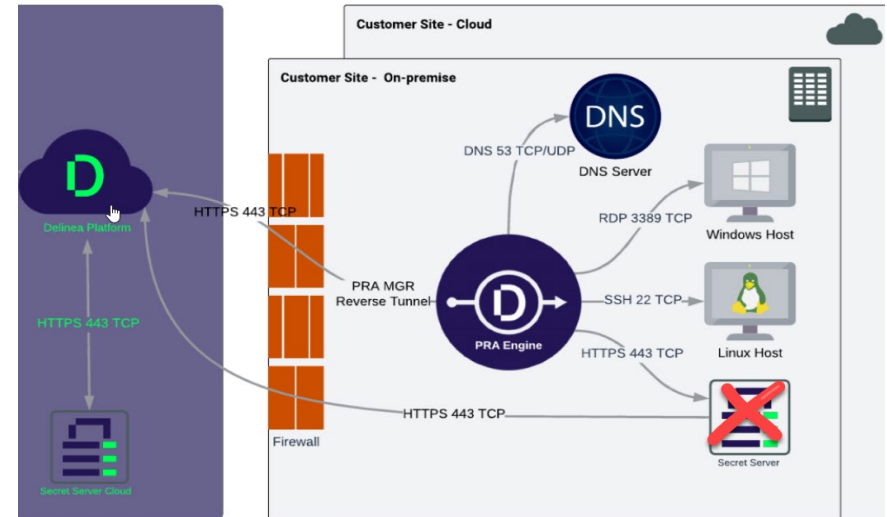 Customer Site - Cloud
Customer Site - On-premise
DNS
DNS 53 TCP/UDP
DNS Server
HTTPS 443 TCP
RDP 3389 TCP
Delinea Platform
Windows Host
PRA MGR
Reverse Tunnel
SSH 22 TCP
HTTPS 443 TCP
PRA Engine
HTTPS 443 TCP
Linux Host
HTTPS 443 TCP
Firewall
Secret Server
Secret Server Cloud